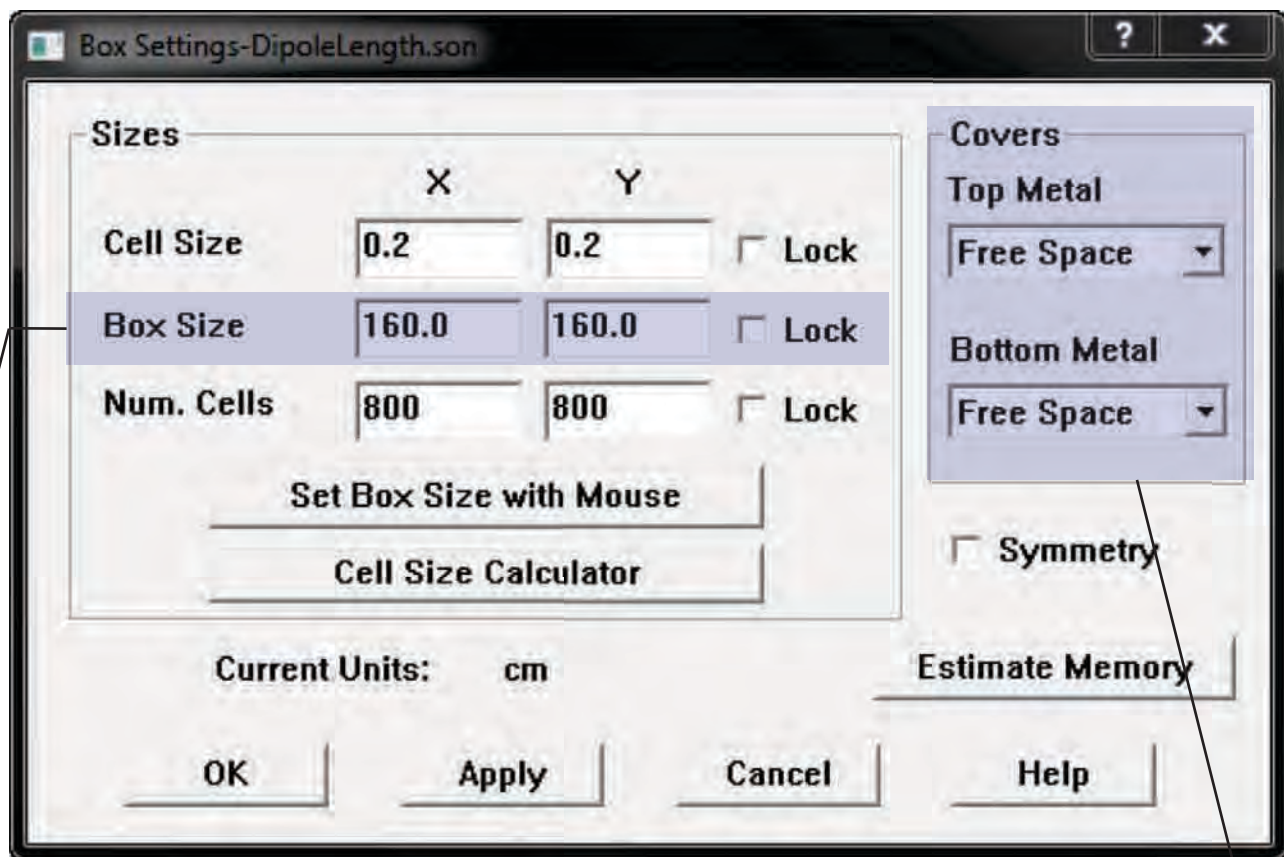 Box Settings-DipoleLength.son
? X
Sizes
X Y
Cell Size 0.2 0.2 Lock
Box Size 160.0 160.0 Lock
Num. Cells 800 800 Lock
Set Box Size with Mouse
Cell Size Calculator
Covers
Top Metal
Free Space
Bottom Metal
Free Space
Symmetry
Current Units: cm
Estimate Memory
OK Apply Cancel Help